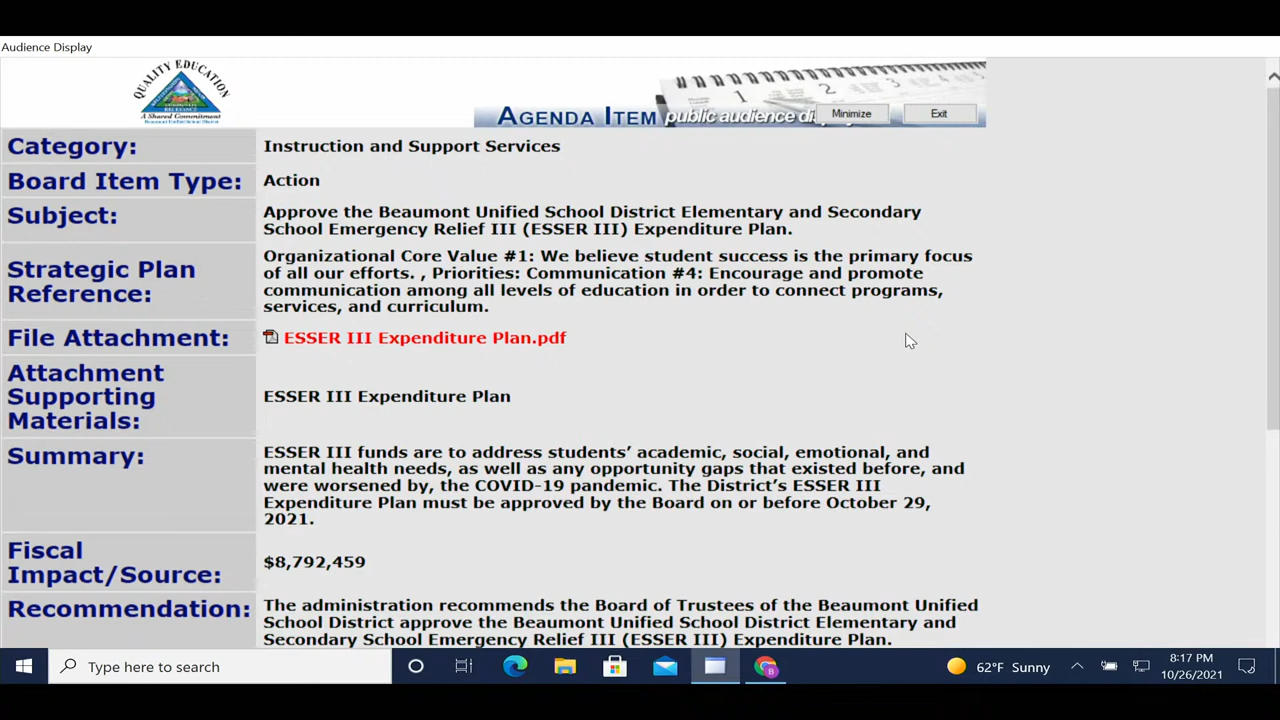 Audience Display
QUALITY EDUCATION
A Shared Commitment
AGENDA ITEM public audience
Minimize
Exit
Category:
Instruction and Support Services
Board Item Type:
Action
Subject:
Approve the Beaumont Unified School District Elementary and Secondary
School Emergency Relief III (ESSER III) Expenditure Plan.
Strategic Plan
Reference:
Organizational Core Value #1: We believe student success is the primary focus
of all our efforts. , Priorities: Communication #4: Encourage and promote
communication among all levels of education in order to connect programs,
services, and curriculum.
File Attachment:
ESSER III Expenditure Plan.pdf
Attachment
Supporting
Materials:
ESSER III Expenditure Plan
Summary:
ESSER III funds are to address students’ academic, social, emotional, and
mental health needs, as well as any opportunity gaps that existed before, and
were worsened by, the COVID-19 pandemic. The District’s ESSER III
Expenditure Plan must be approved by the Board on or before October 29,
2021.
Fiscal
Impact/Source:
$8,792,459
Recommendation:
The administration recommends the Board of Trustees of the Beaumont Unified
School District approve the Beaumont Unified School District Elementary and
Secondary School Emergency Relief III (ESSER III) Expenditure Plan.
Type here to search
62°F Sunny
8:17 PM
10/26/2021